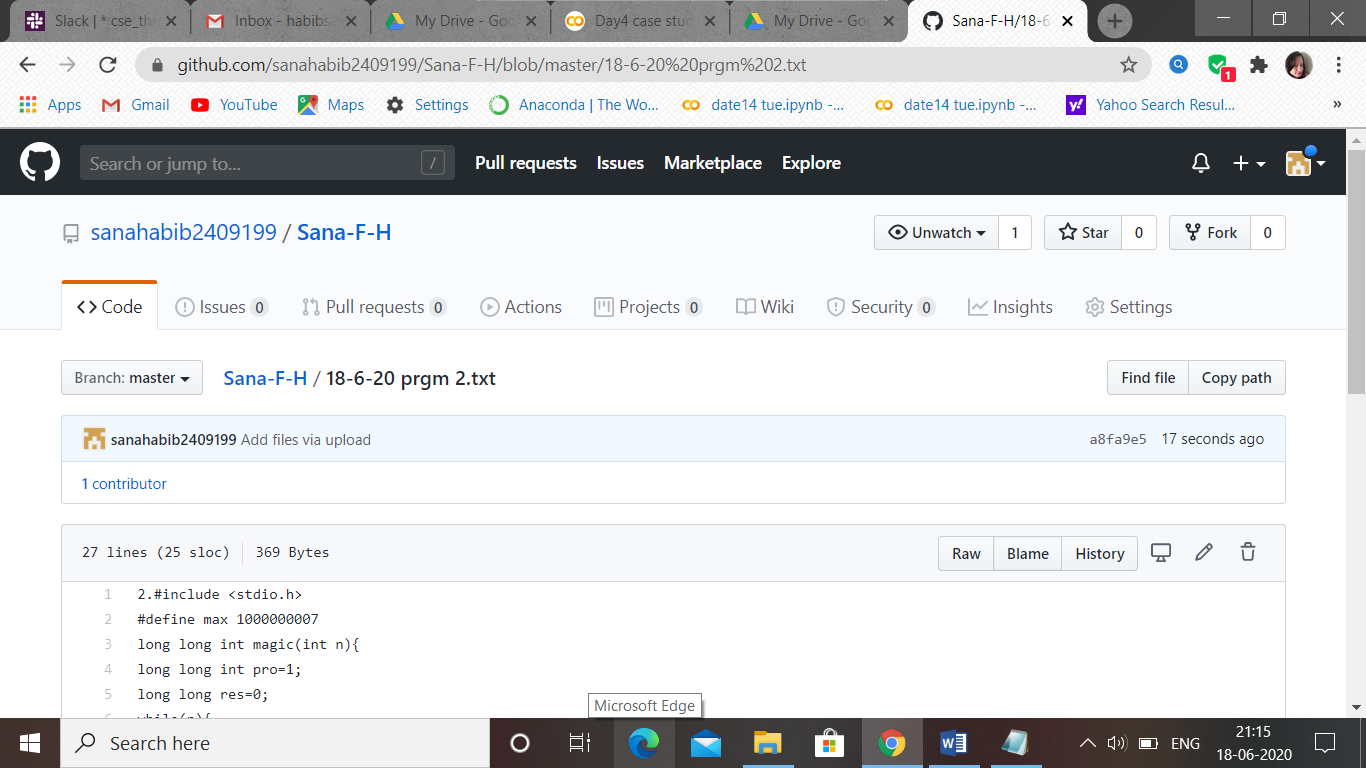 Slack | * cse_the
Inbox - habibs
My Drive - Goo
Day4 case stu
My Drive - Goo
Sana-F-H/18-6
github.com/sanahabib2409199/Sana-F-H/blob/master/18-6-20%20prgm%202.txt
1
Apps
Gmail
YouTube
Maps
Settings
Anaconda | The Wo...
date14 tue.ipynb -...
date14 tue.ipynb -...
Yahoo Search Resul...
»
Search or jump to...
/
Pull requests
Issues
Marketplace
Explore
sanahabib2409199 / Sana-F-H
Unwatch
1
Star
0
Fork
0
Code
Issues 0
Pull requests 0
Actions
Projects 0
Wiki
Security 0
Insights
Settings
Branch: master
Sana-F-H / 18-6-20 prgm 2.txt
Find file
Copy path
sanahabib2409199 Add files via upload
a8fa9e5 17 seconds ago
1 contributor
27 lines (25 sloc)
369 Bytes
Raw
Blame
History
1 2.#include <stdio.h>
2 #define max 1000000007
3 long long int magic(int n){
4 long long int pro=1;
5 long long res=0;
6 while(n){
Microsoft Edge
Search here
ENG
21:15
18-06-2020